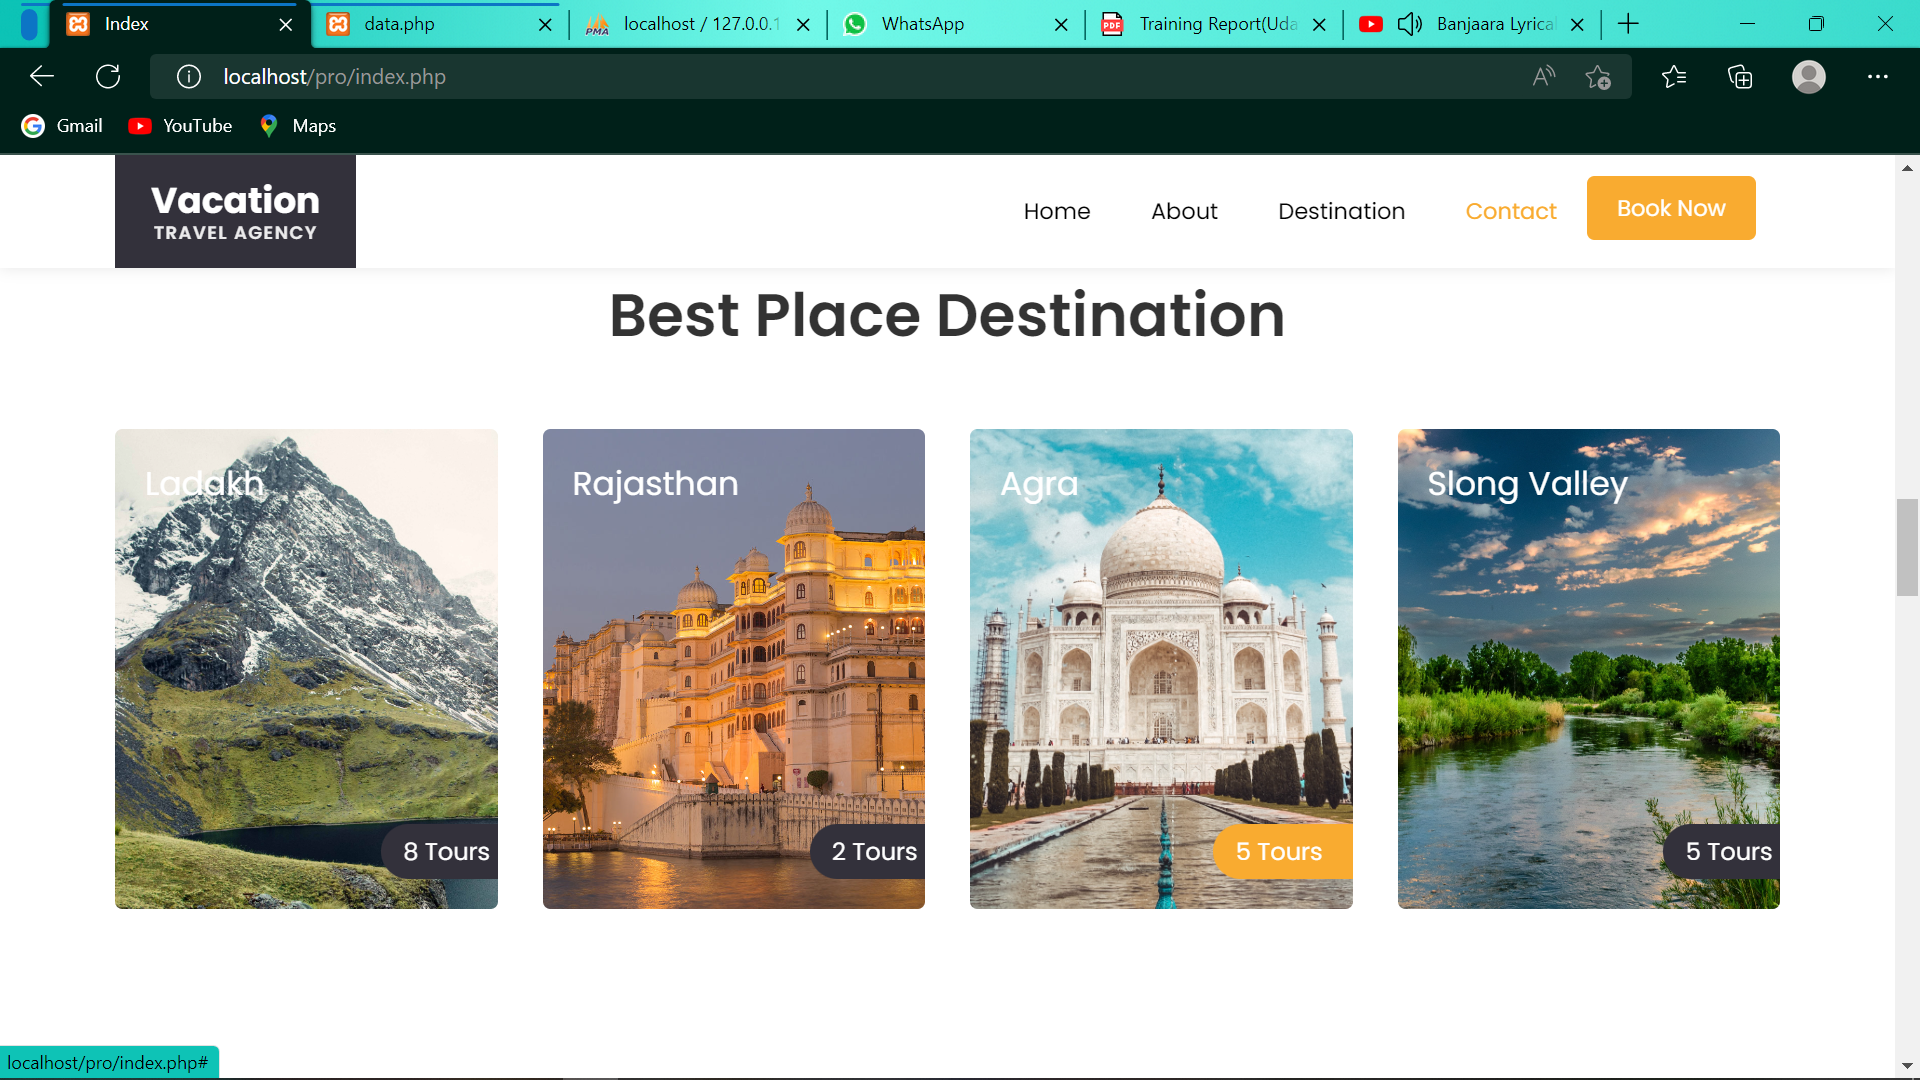 Index
data.php
localhost / 127.0.0.1
WhatsApp
Training Report(Uda
Banjaara Lyrical
localhost/pro/index.php
Gmail
YouTube
Maps
Vacation
TRAVEL AGENCY
Home
About
Destination
Contact
Book Now
Best Place Destination
Ladakh
Rajasthan
Agra
Slong Valley
8 Tours
2 Tours
5 Tours
5 Tours
localhost/pro/index.php#